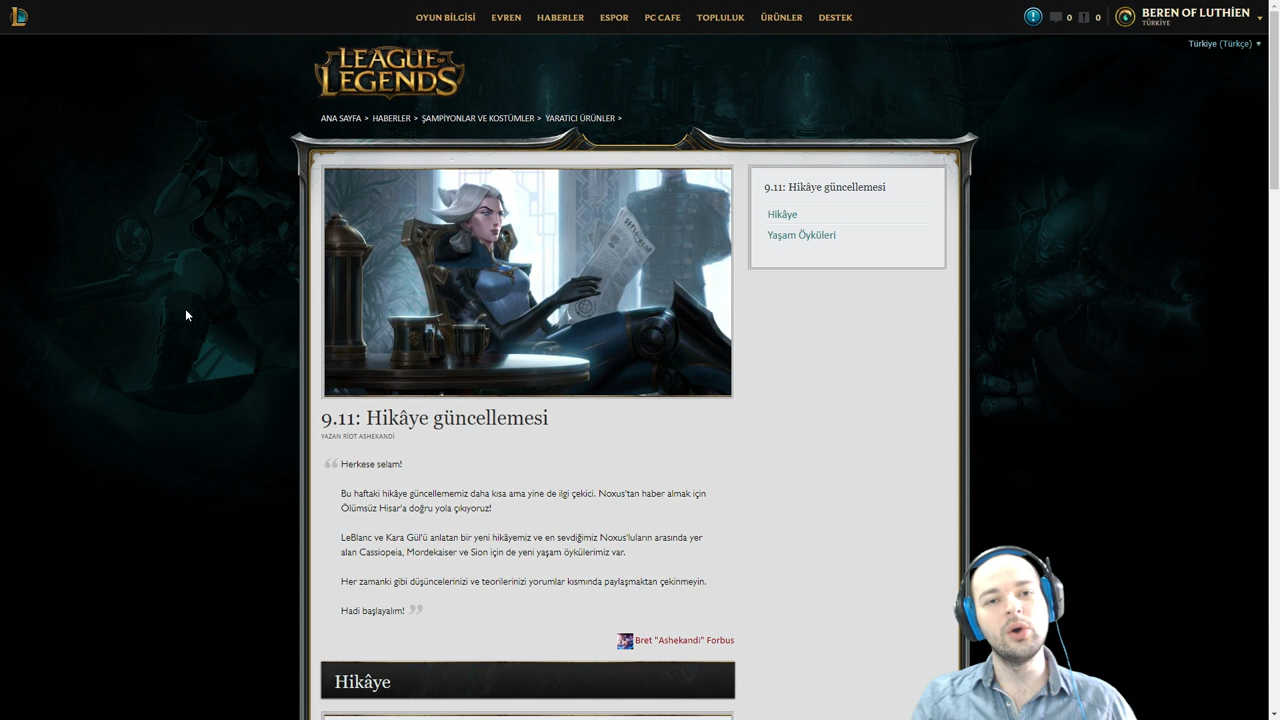 OYUN BİLGİSİ EVREN HABERLER ESPOR PC CAFE TOPLULUK ÜRÜNLER DESTEK
0 0
BEREN OF LUTHİEN
TÜRKİYE
Türkiye (Türkçe)
LEAGUE OF LEGENDS
ANA SAYFA > HABERLER > ŞAMPİYONLAR VE KOSTÜMLER > YARATICI ÜRÜNLER >
9.11: Hikâye güncellemesi
YAZAN RİOT ASHEKANDİ
Herkese selam!
Bu haftaki hikâye güncellememiz daha kısa ama yine de ilgi çekici. Noxus'tan haber almak için
Ölümsüz Hisar'a doğru yola çıkıyoruz!
LeBlanc ve Kara Gül'ü anlatan bir yeni hikâyemiz ve en sevdiğimiz Noxus'luların arasında yer
alan Cassiopeia, Mordekaiser ve Sion için de yeni yaşam öykülerimiz var.
Her zamanki gibi düşüncelerinizi ve teorilerinizi yorumlar kısmında paylaşmaktan çekinmeyin.
Hadi başlayalım!
Bret "Ashekandi" Forbus
Hikâye
9.11: Hikâye güncellemesi
Hikâye
Yaşam Öyküleri